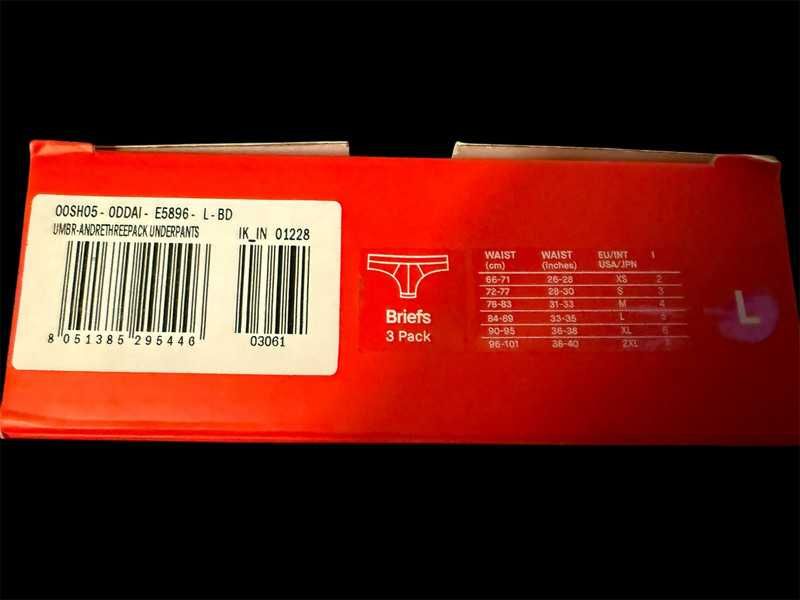 00SH05 - 0DDAI - E5896 - L - BD
UMBR-ANDRETHREEPACK UNDERPANTS
IK_IN 01228
8 051385 295446
03061
Briefs
3 Pack
WAIST (cm) WAIST (inches) EU/INT USA/JPN I
66-71 26-28 XS 2
72-77 28-30 S 3
76-83 31-33 M 4
84-89 33-35 L 5
90-95 36-38 XL 6
96-101 38-40 2XL
L